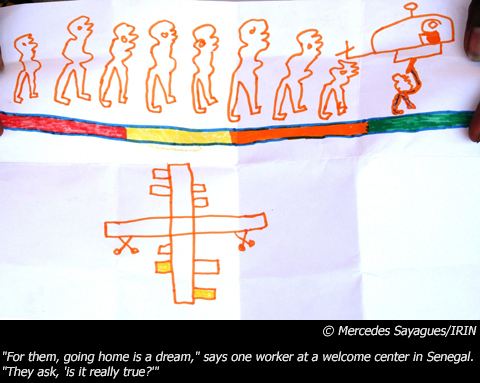 © Mercedes Sayagues/IRIN
"For them, going home is a dream," says one worker at a welcome center in Senegal.
"They ask, 'is it really true?'"